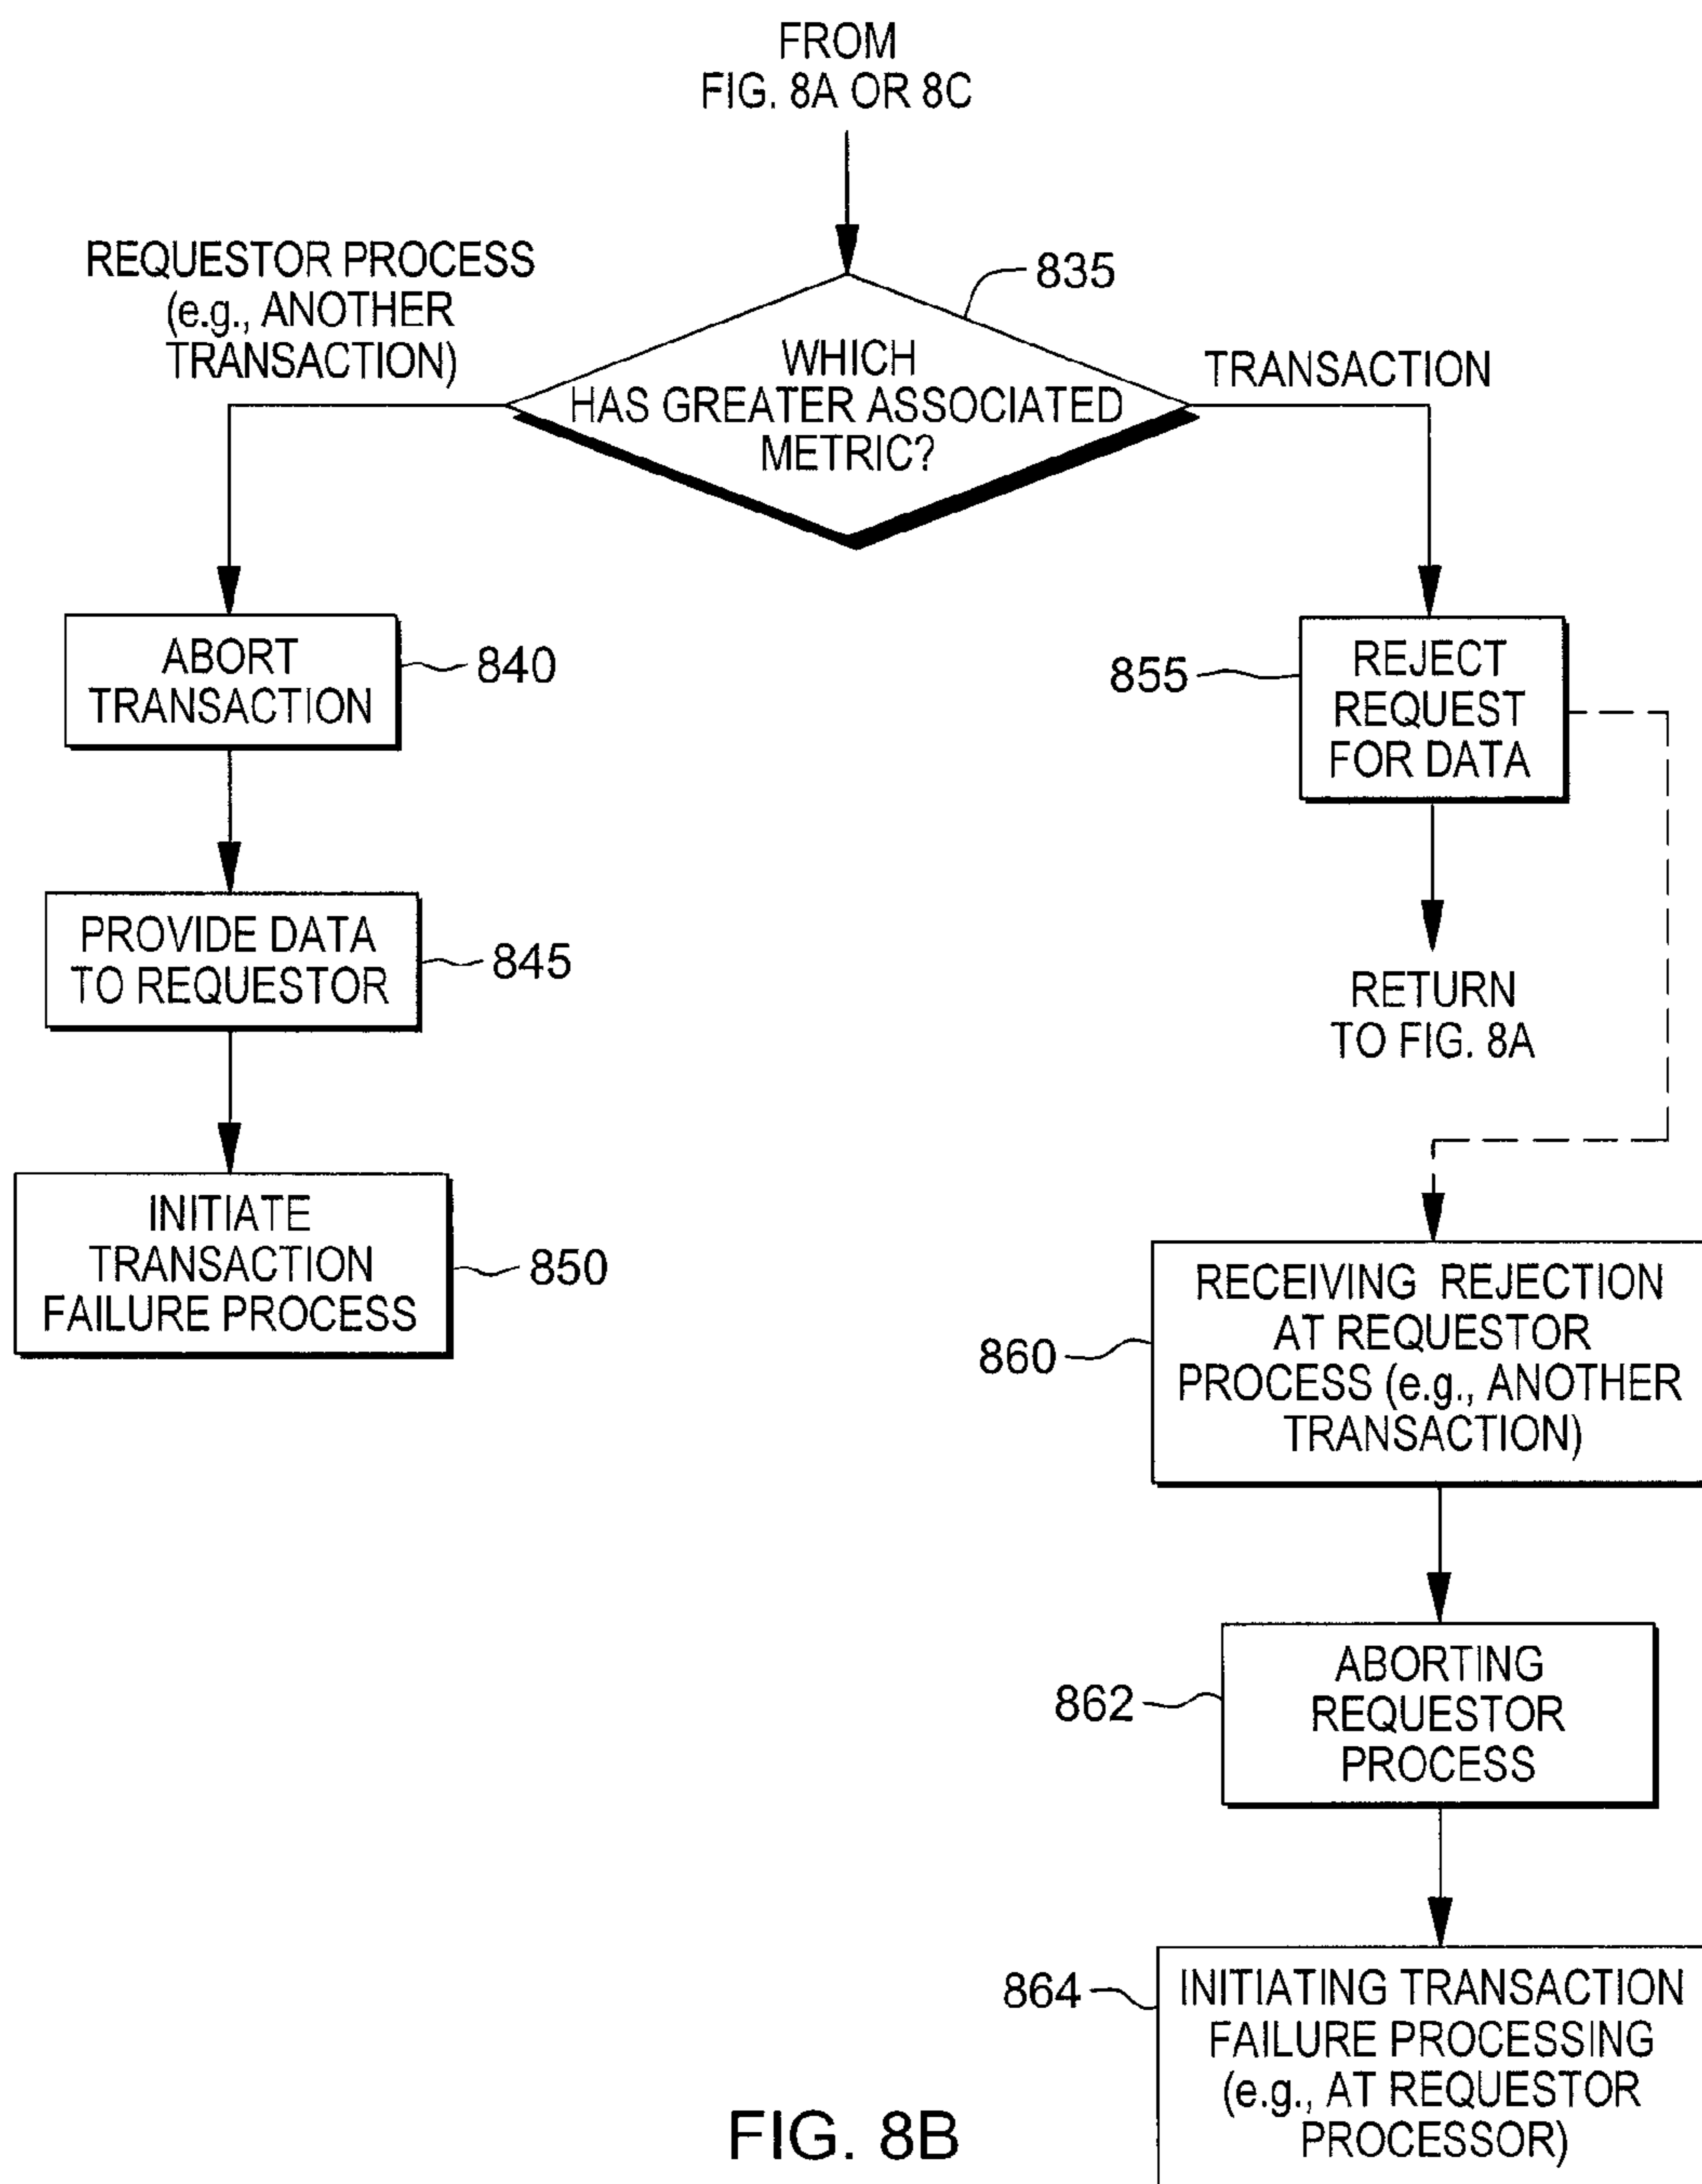 FROM
FIG. 8A OR 8C
835
REQUESTOR PROCESS
(e.g., ANOTHER
TRANSACTION)
WHICH
HAS GREATER ASSOCIATED
METRIC?
TRANSACTION
ABORT
TRANSACTION
840
855
REJECT
REQUEST
FOR DATA
PROVIDE DATA
TO REQUESTOR
845
RETURN
TO FIG. 8A
INITIATE
TRANSACTION
FAILURE PROCESS
850
860
RECEIVING REJECTION
AT REQUESTOR
PROCESS (e.g., ANOTHER
TRANSACTION)
862
ABORTING
REQUESTOR
PROCESS
864
INITIATING TRANSACTION
FAILURE PROCESSING
(e.g., AT REQUESTOR
PROCESSOR)
FIG. 8B